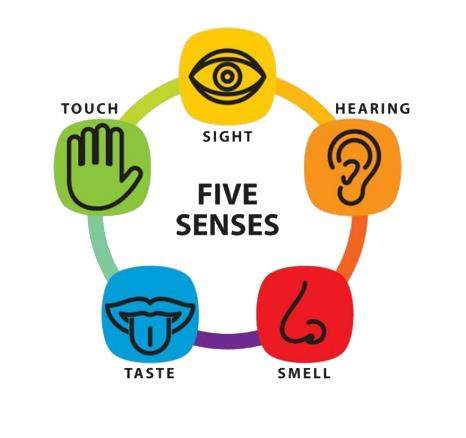 TOUCH
HEARING
SIGHT
FIVE
SENSES
TASTE
SMELL